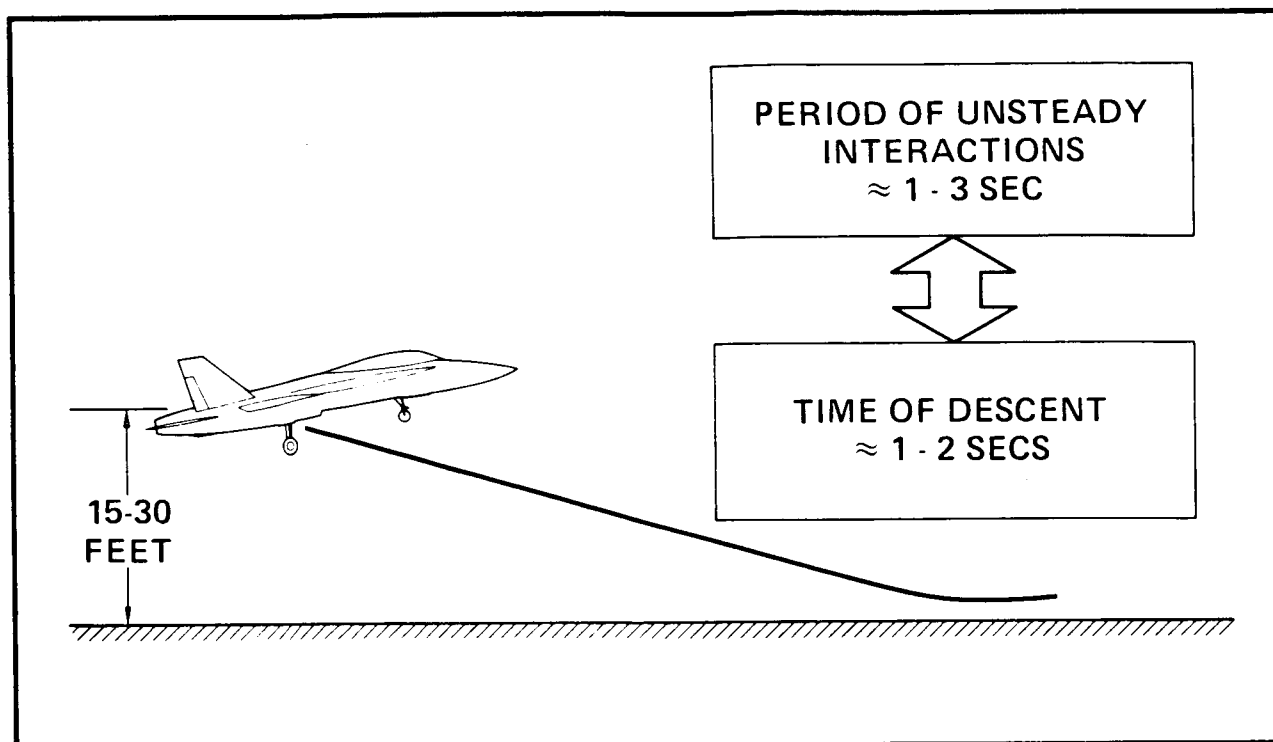 PERIOD OF UNSTEADY
INTERACTIONS
≈ 1 - 3 SEC
TIME OF DESCENT
≈ 1 - 2 SECS
15-30
FEET